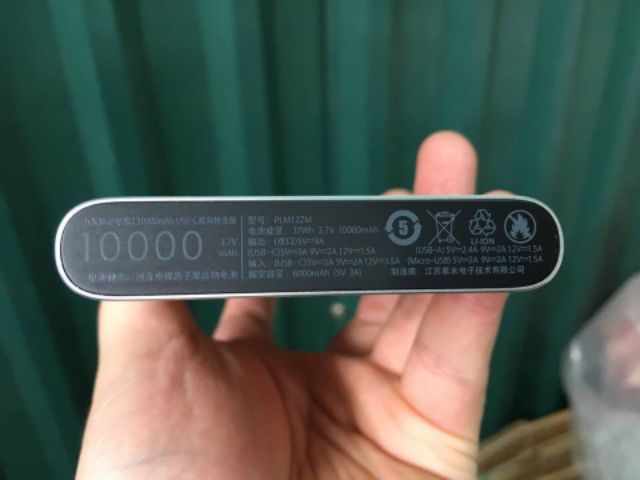 小米移动电源3 10000mAh USB-C双向快充版
10000 3.7V mAh
电池种类：可充电锂离子聚合物电池
型号： PLM12ZM
电池能量：37Wh 3.7V 10000mAh
输出：(双口)5V⎓3A
(USB-C)5V⎓3A 9V⎓2A 12V⎓1.5A
(USB-A)5V⎓2.4A 9V⎓2A 12V⎓1.5A
输入：(USB-C)5V⎓3A 9V⎓2A 12V⎓1.5A
(Micro-USB)5V⎓2A 9V⎓2A 12V⎓1.5A
额定容量：6000mAh (5V 3A)
制造商：江苏紫米电子技术有限公司
5
LI-ION